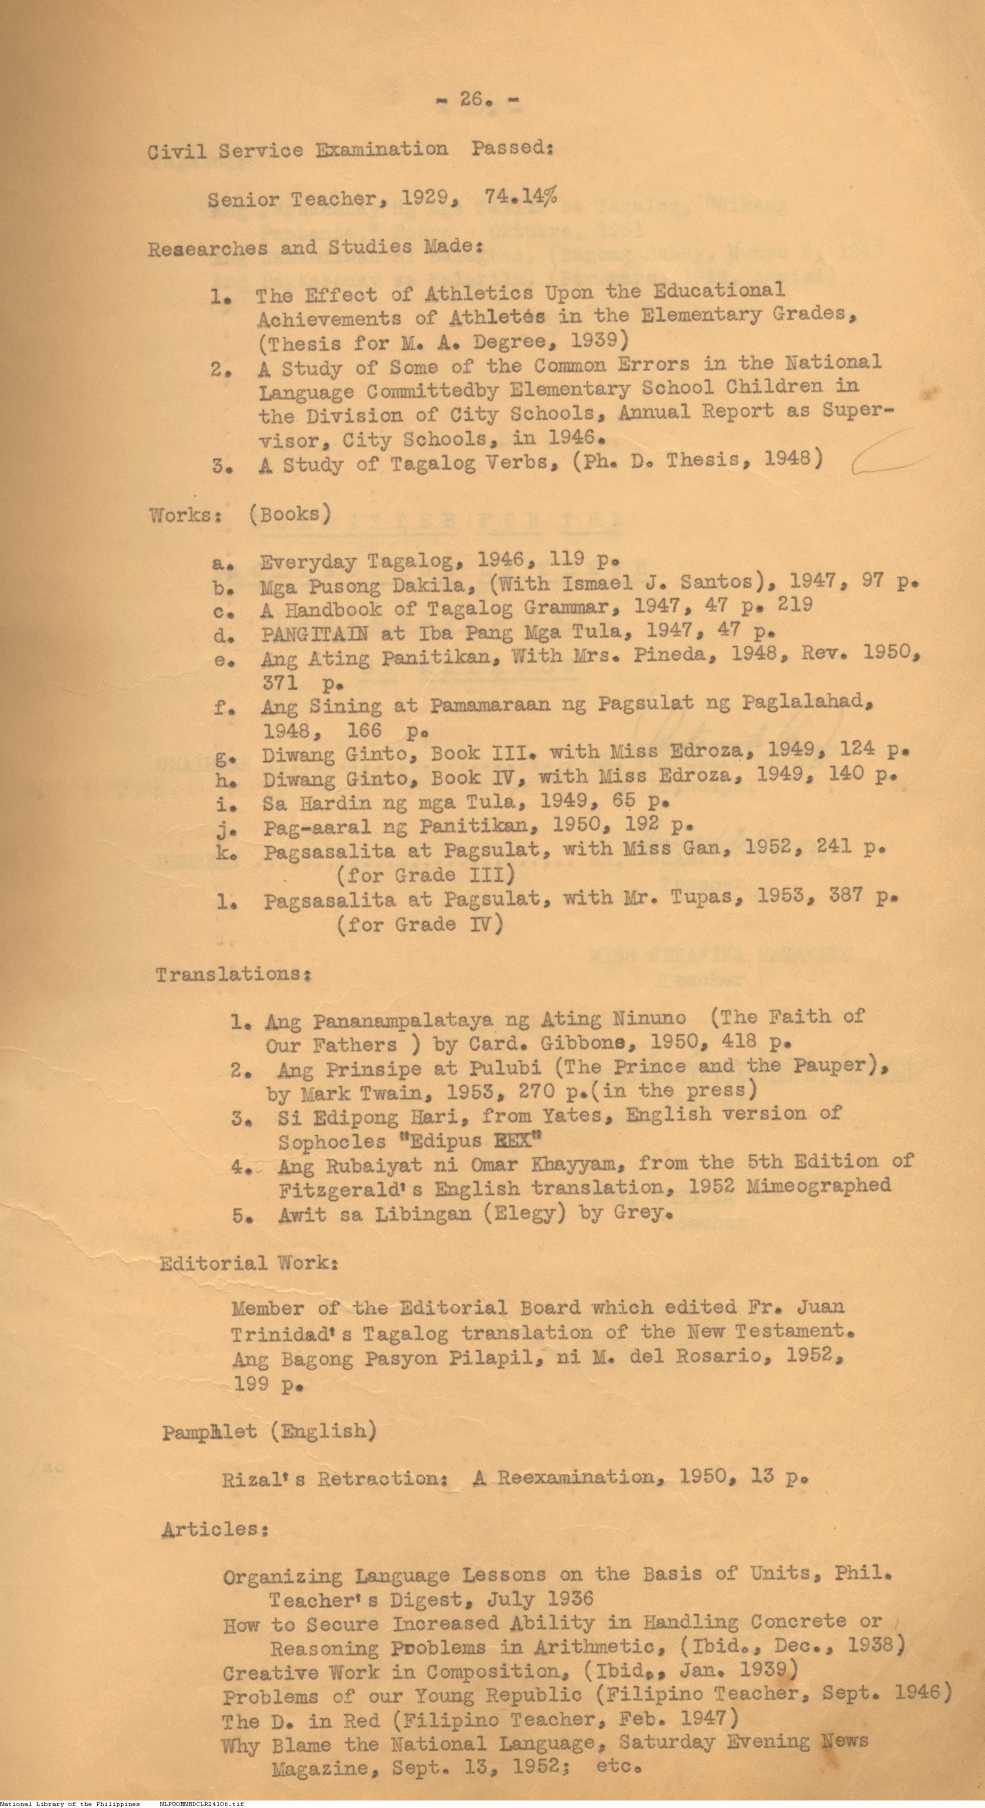 - 26. -
Civil Service Examination Passed:
Senior Teacher, 1929, 74.14%
Researches and Studies Made:
1. The Effect of Athletics Upon the Educational
Achievements of Athletes in the Elementary Grades,
(Thesis for M. A. Degree, 1939)
2. A Study of Some of the Common Errors in the National
Language Committedby Elementary School Children in
the Division of City Schools, Annual Report as Super-
visor, City Schools, in 1946.
3. A Study of Tagalog Verbs, (Ph. D. Thesis, 1948)
Works: (Books)
a. Everyday Tagalog, 1946, 119 p.
b. Mga Pusong Dakila, (With Ismael J. Santos), 1947, 97 p.
c. A Handbook of Tagalog Grammar, 1947, 47 p. 219
d. PANGITAIN at Iba Pang Mga Tula, 1947, 47 p.
e. Ang Ating Panitikan, With Mrs. Pineda, 1948, Rev. 1950,
371 p.
f. Ang Sining at Pamamaraan ng Pagsulat ng Paglalahad,
1948, 166 p.
g. Diwang Ginto, Book III. with Miss Edroza, 1949, 124 p.
h. Diwang Ginto, Book IV, with Miss Edroza, 1949, 140 p.
i. Sa Hardin ng mga Tula, 1949, 65 p.
j. Pag-aaral ng Panitikan, 1950, 192 p.
k. Pagsasalita at Pagsulat, with Miss Gan, 1952, 241 p.
(for Grade III)
l. Pagsasalita at Pagsulat, with Mr. Tupas, 1953, 387 p.
(for Grade IV)
Translations:
1. Ang Pananampalataya ng Ating Ninuno (The Faith of
Our Fathers ) by Card. Gibbons, 1950, 418 p.
2. Ang Prinsipe at Pulubi (The Prince and the Pauper),
by Mark Twain, 1953, 270 p.(in the press)
3. Si Edipong Hari, from Yates, English version of
Sophocles "Edipus REX"
4. Ang Rubaiyat ni Omar Khayyam, from the 5th Edition of
Fitzgerald's English translation, 1952 Mimeographed
5. Awit sa Libingan (Elegy) by Grey.
Editorial Work:
Member of the Editorial Board which edited Fr. Juan
Trinidad's Tagalog translation of the New Testament.
Ang Bagong Pasyon Pilapil, ni M. del Rosario, 1952,
199 p.
Pamphlet (English)
Rizal's Retraction: A Reexamination, 1950, 13 p.
Articles:
Organizing Language Lessons on the Basis of Units, Phil.
Teacher's Digest, July 1936
How to Secure Increased Ability in Handling Concrete or
Reasoning Problems in Arithmetic, (Ibid., Dec., 1938)
Creative Work in Composition, (Ibid., Jan. 1939)
Problems of our Young Republic (Filipino Teacher, Sept. 1946)
The D. in Red (Filipino Teacher, Feb. 1947)
Why Blame the National Language, Saturday Evening News
Magazine, Sept. 13, 1952; etc.
National Library of the Philippines